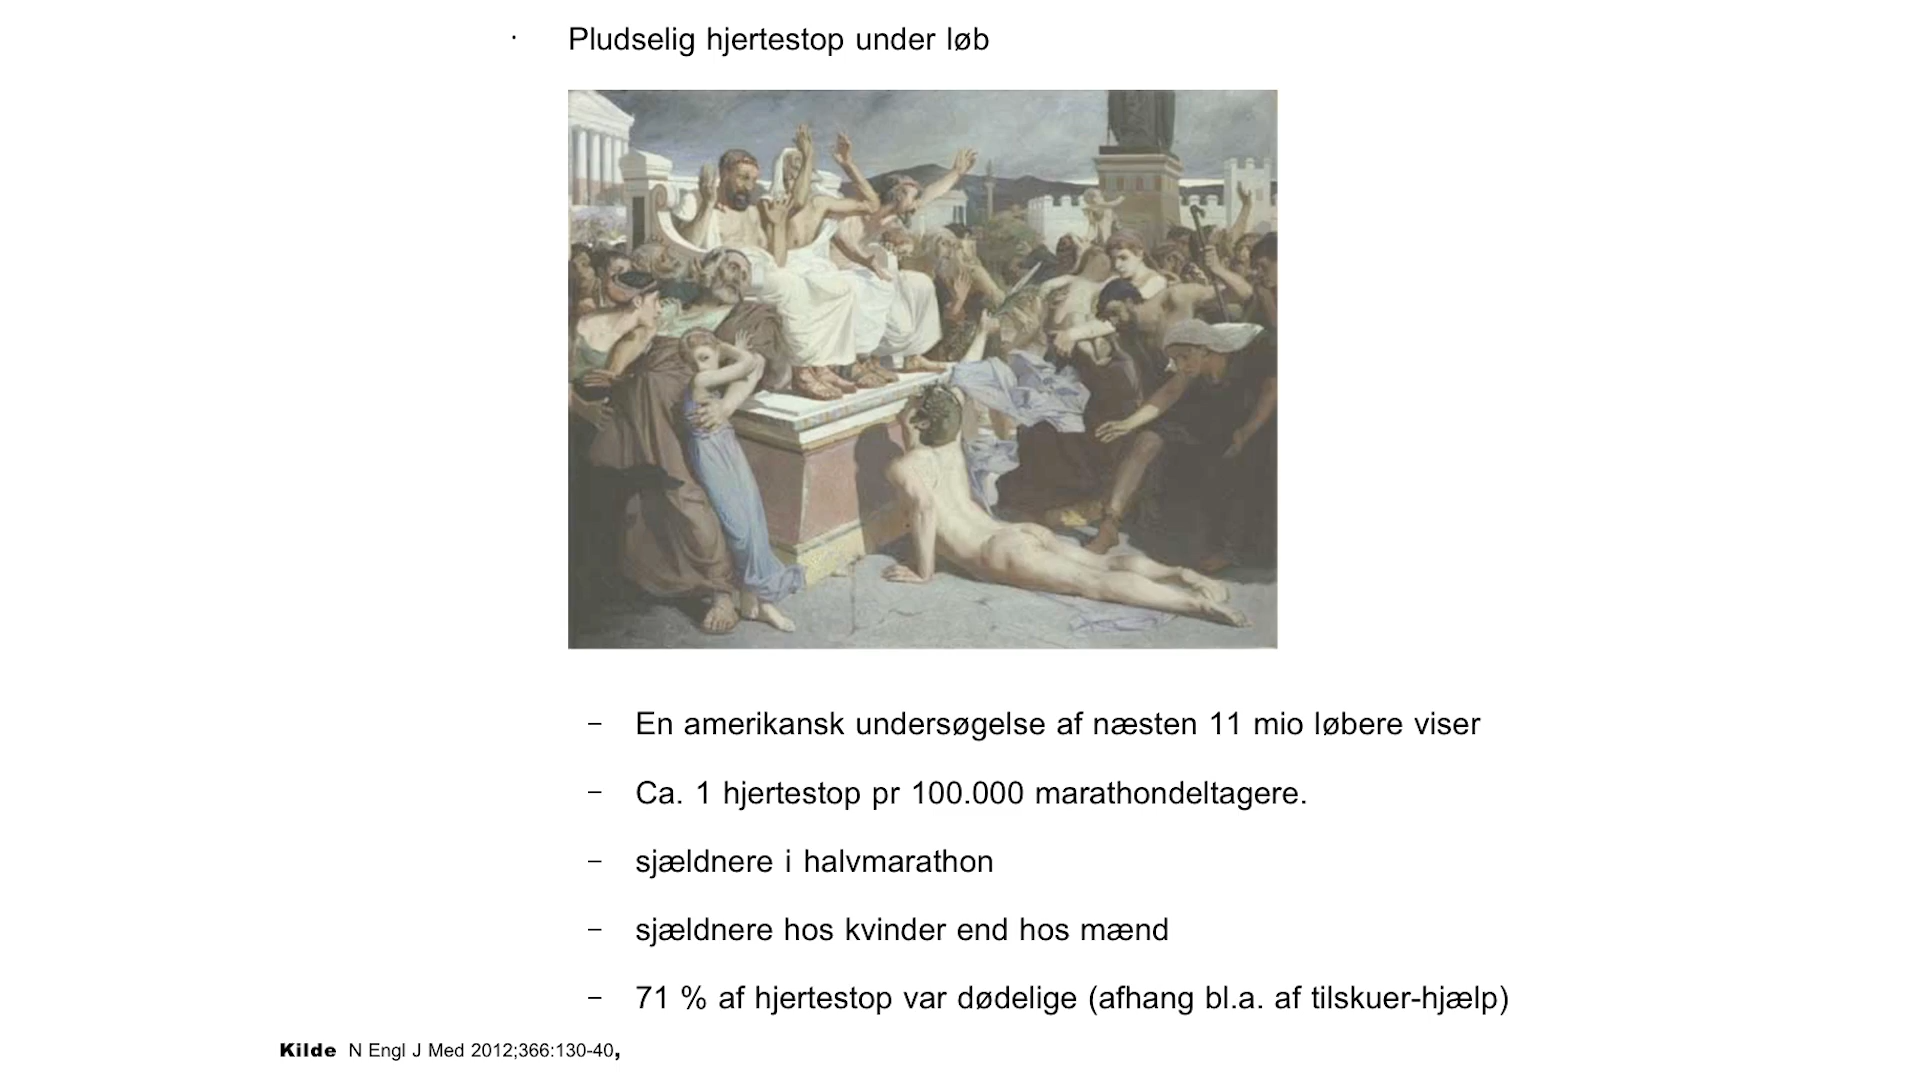 · Pludselig hjertestop under løb
– En amerikansk undersøgelse af næsten 11 mio løbere viser
– Ca. 1 hjertestop pr 100.000 marathondeltagere.
– sjældnere i halvmarathon
– sjældnere hos kvinder end hos mænd
– 71 % af hjertestop var dødelige (afhang bl.a. af tilskuer-hjælp)
Kilde N Engl J Med 2012;366:130-40,